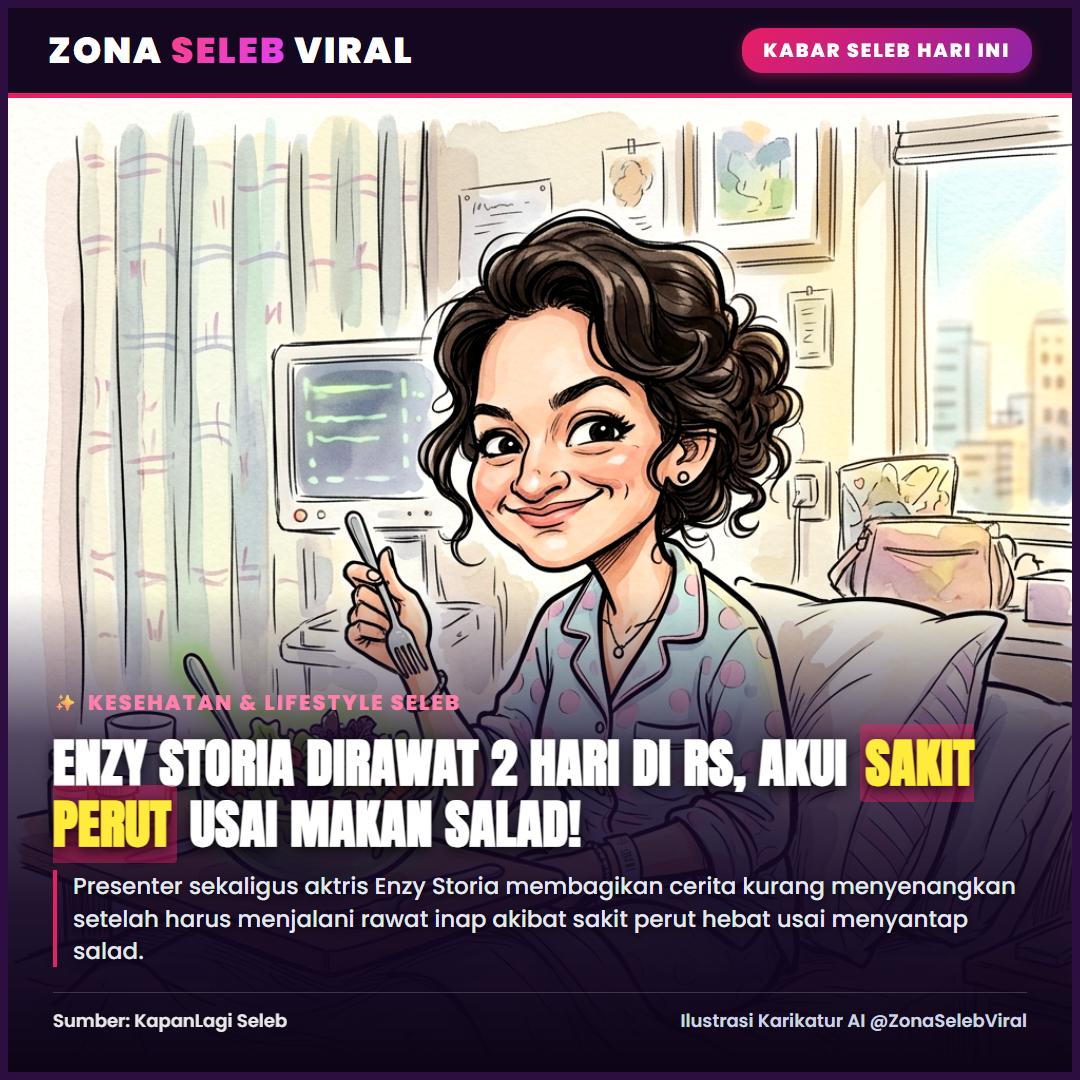 ZONA SELEB VIRAL
KABAR SELEB HARI INI
✨ KESEHATAN & LIFESTYLE SELEB
ENZY STORIA DIRAWAT 2 HARI DI RS, AKUI SAKIT
PERUT USAI MAKAN SALAD!
Presenter sekaligus aktris Enzy Storia membagikan cerita kurang menyenangkan
setelah harus menjalani rawat inap akibat sakit perut hebat usai menyantap
salad.
Sumber: KapanLagi Seleb
Ilustrasi Karikatur AI @ZonaSelebViral